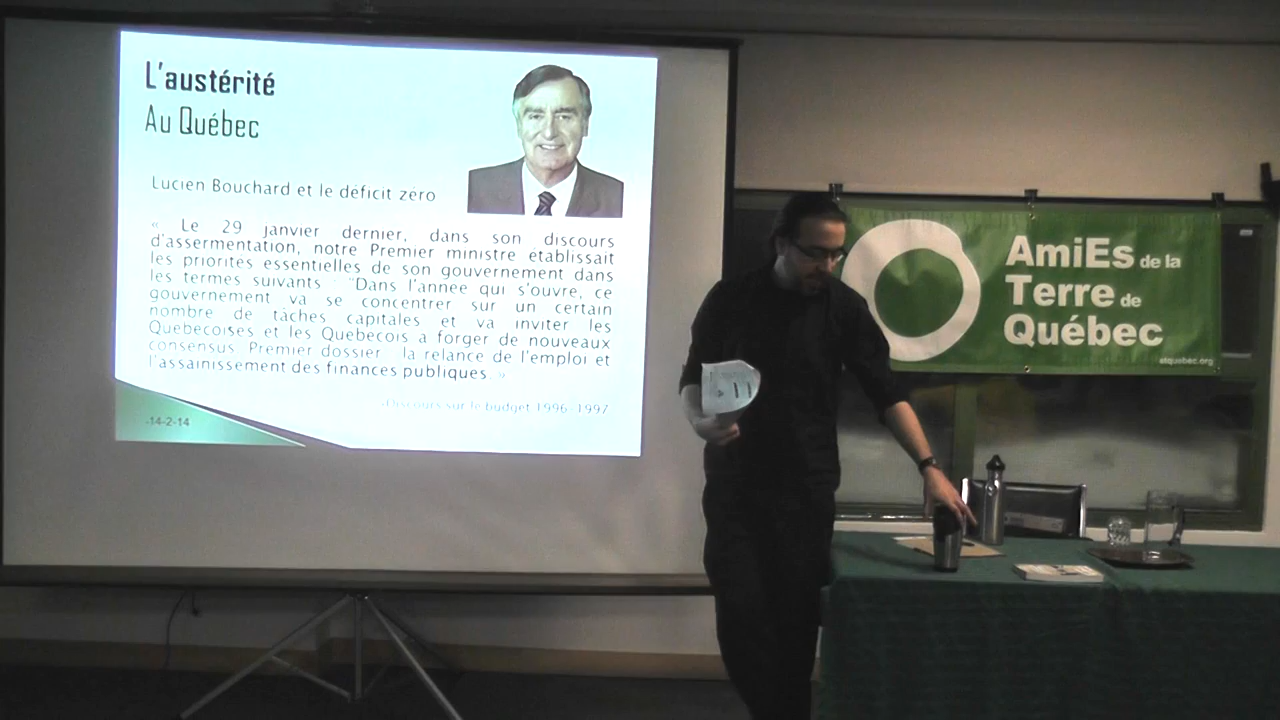 L'austérité
Au Québec
Lucien Bouchard et le déficit zéro
« Le 29 janvier dernier, dans son discours
d'assermentation, notre Premier ministre établissait
les priorités essentielles de son gouvernement dans
les termes suivants : "Dans l'année qui s'ouvre, ce
gouvernement va se concentrer sur un certain
nombre de tâches capitales et va inviter les
Québécoises et les Québécois à forger de nouveaux
consensus. Premier dossier : la relance de l'emploi et
l'assainissement des finances publiques. »
-Discours sur le budget 1996-1997
-14-2-14
AmiEs de la
Terre de
Québec
atquebec.org